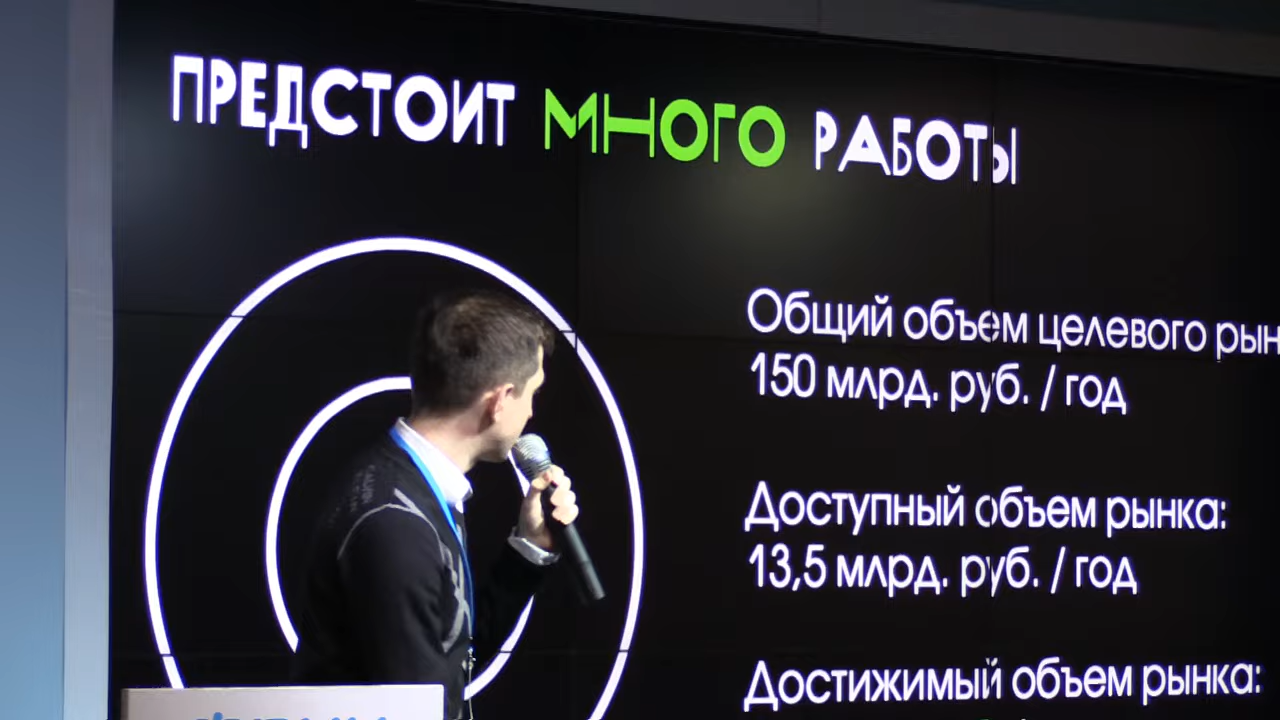 ПРЕДСТОИТ МНОГО РАБОТЫ
Общий объем целевого рын
150 млрд. руб. / год
Доступный объем рынка:
13,5 млрд. руб. / год
Достижимый объем рынка: